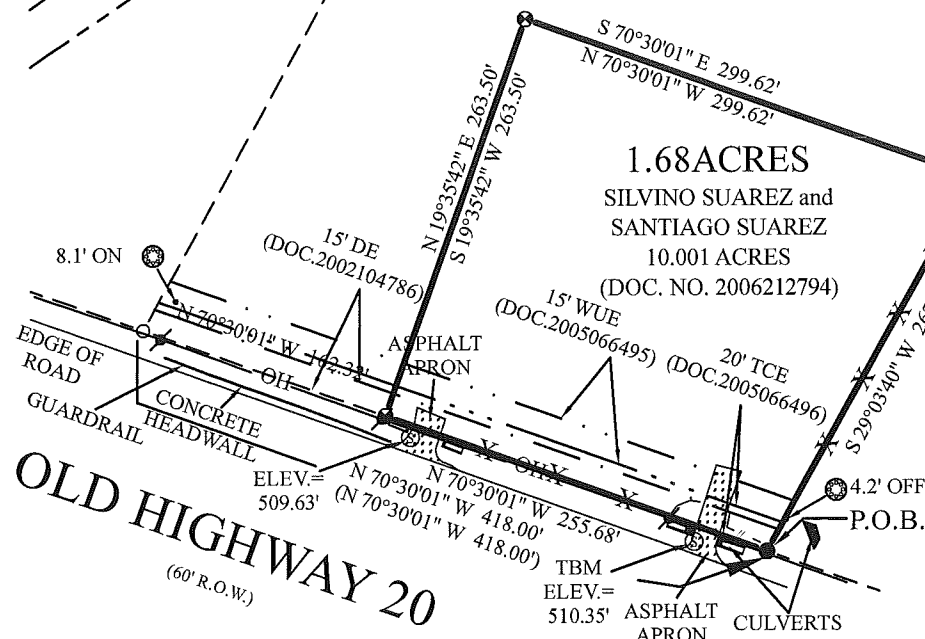 S 70°30'01" E 299.62'
N 70°30'01" W 299.62'
N 19°35'42" E 263.50'
S 19°35'42" W 263.50'
1.68ACRES
SILVINO SUAREZ and
SANTIAGO SUAREZ
10.001 ACRES
(DOC. NO. 2006212794)
8.1' ON
15' DE
(DOC.2002104786)
N 70°30'01" W
ASPHALT
APRON
15' WUE
(DOC.2005066495)
20' TCE
(DOC.2005066496)
S 29°03'40" W
X
X
X
EDGE OF
ROAD
GUARDRAIL
CONCRETE
HEADWALL
OH
S
ELEV.=
509.63'
X
OHX
X
N 70°30'01" W 255.68'
N 70°30'01" W 418.00'
(N 70°30'01" W 418.00')
4.2' OFF
P.O.B.
S
TBM
ELEV.=
510.35'
ASPHALT
APRON
CULVERTS
OLD HIGHWAY 20
(60' R.O.W.)